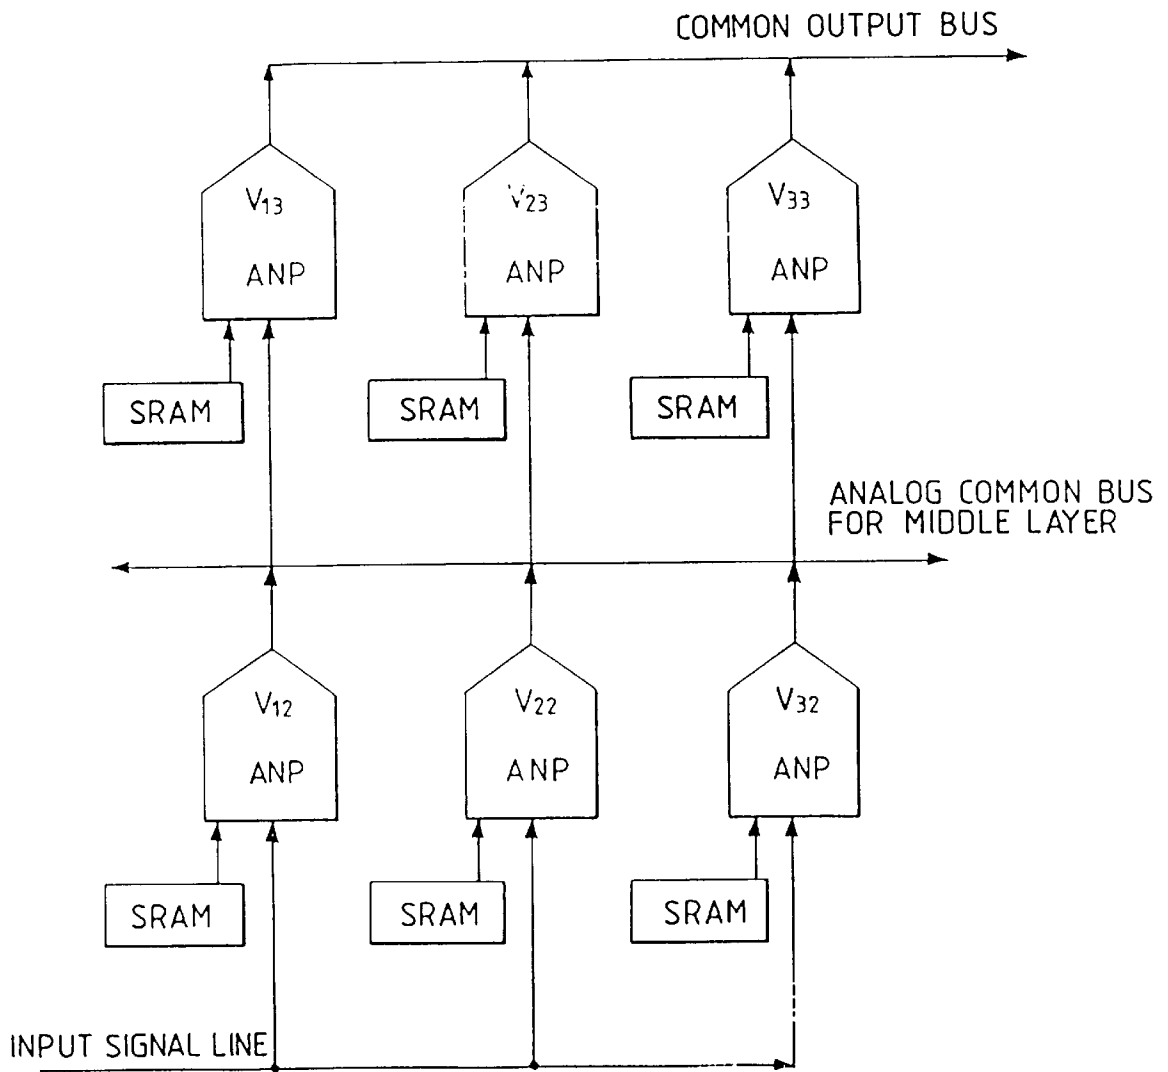 COMMON OUTPUT BUS
V13
V23
V33
ANP
ANP
ANP
SRAM
SRAM
SRAM
ANALOG COMMON BUS
FOR MIDDLE LAYER
V12
V22
V32
ANP
ANP
ANP
SRAM
SRAM
SRAM
INPUT SIGNAL LINE